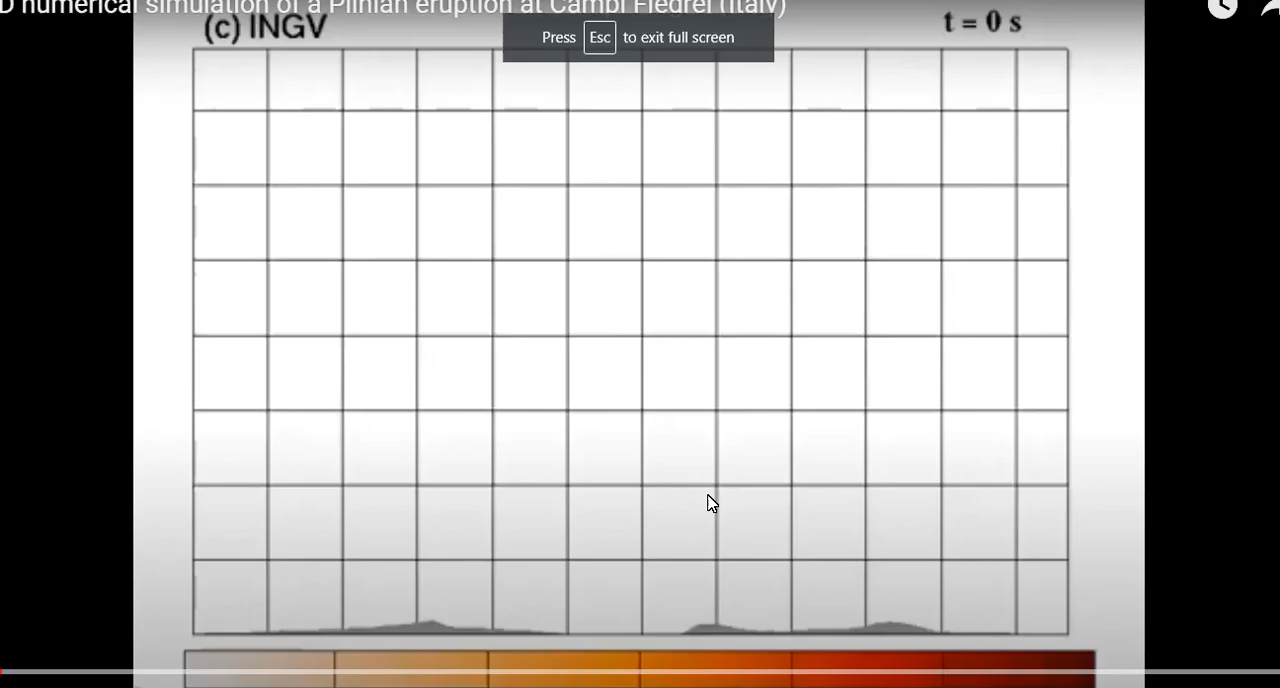 D numerical simulation of a Plinian eruption at Campi Flegrei (Italy)
(c) INGV
t = 0 s
Press Esc to exit full screen